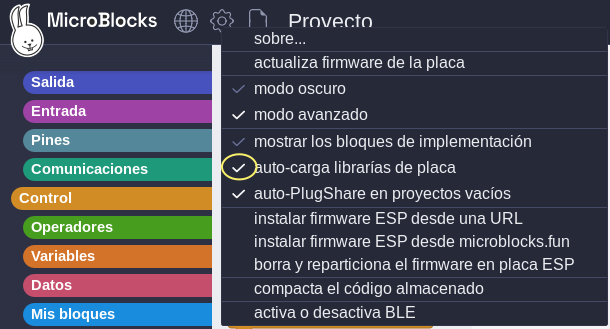 MicroBlocks
Proyecto
sobre...
actualiza firmware de la placa
modo oscuro
modo avanzado
mostrar los bloques de implementación
auto-carga librarías de placa
auto-PlugShare en proyectos vacíos
instalar firmware ESP desde una URL
instalar firmware ESP desde microblocks.fun
borra y reparticiona el firmware en placa ESP
compacta el código almacenado
activa o desactiva BLE
Salida
Entrada
Pines
Comunicaciones
Control
Operadores
Variables
Datos
Mis bloques